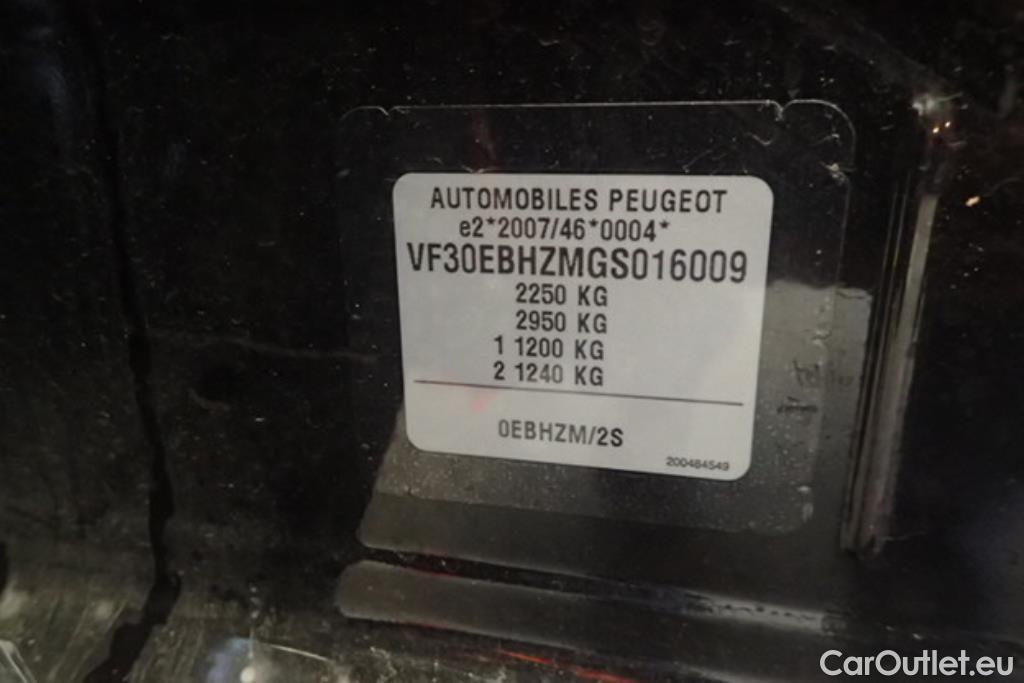 AUTOMOBILES PEUGEOT
e2*2007/46*0004*
VF30EBHZMGS016009
2250 KG
2950 KG
1 1200 KG
2 1240 KG
0EBHZM/2S
200484549
CarOutlet.eu